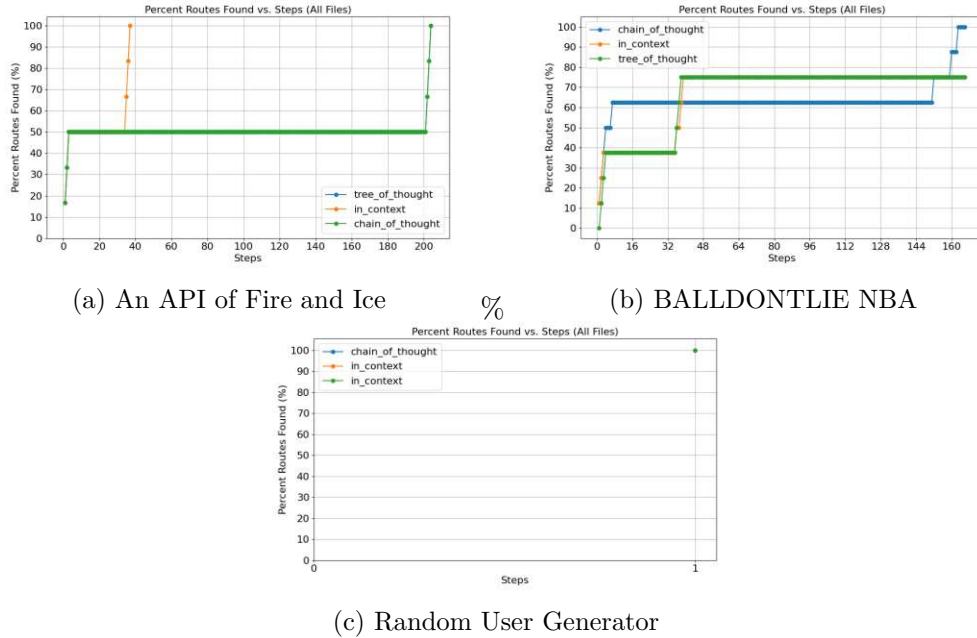 Percent Routes Found vs. Steps (All Files)
Percent Routes Found (%)
100
90
80
70
60
50
40
30
20
10
0
tree_of_thought
in_context
chain_of_thought
0 20 40 60 80 100 120 140 160 180 200
Steps
(a) An API of Fire and Ice
%
Percent Routes Found vs. Steps (All Files)
Percent Routes Found (%)
chain_of_thought
in_context
tree_of_thought
100
90
80
70
60
50
40
30
20
10
0
0 16 32 48 64 80 96 112 128 144 160
Steps
(b) BALLDONTLIE NBA
Percent Routes Found vs. Steps (All Files)
Percent Routes Found (%)
chain_of_thought
in_context
in_context
100
90
80
70
60
50
40
30
20
10
0
0 1
Steps
(c) Random User Generator